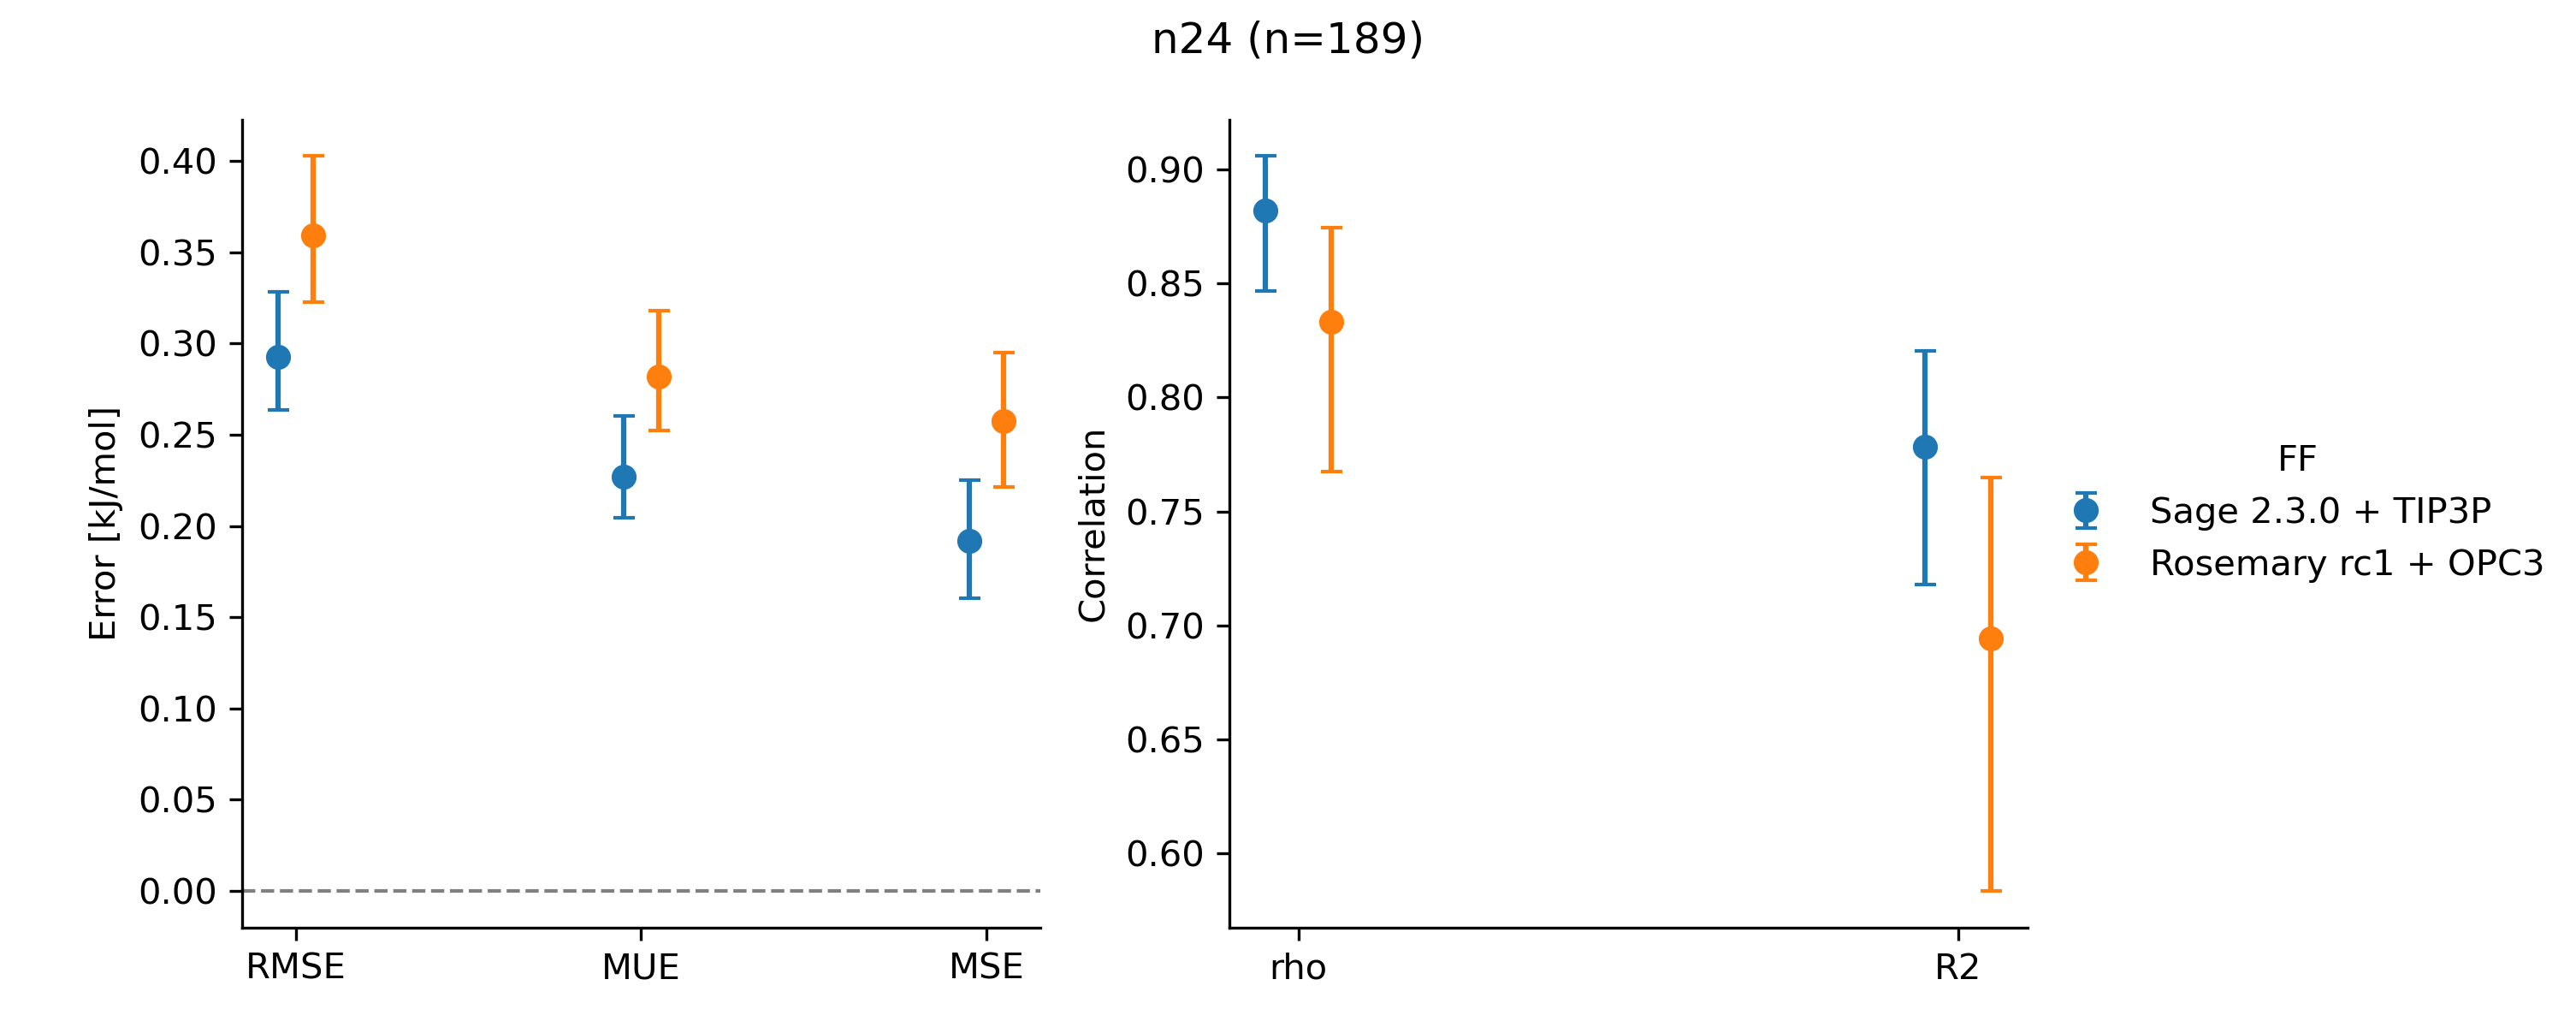 n24 (n=189)
Error [kJ/mol]
0.40
0.35
0.30
0.25
0.20
0.15
0.10
0.05
0.00
RMSE
MUE
MSE
Correlation
0.90
0.85
0.80
0.75
0.70
0.65
0.60
rho
R2
FF
Sage 2.3.0 + TIP3P
Rosemary rc1 + OPC3